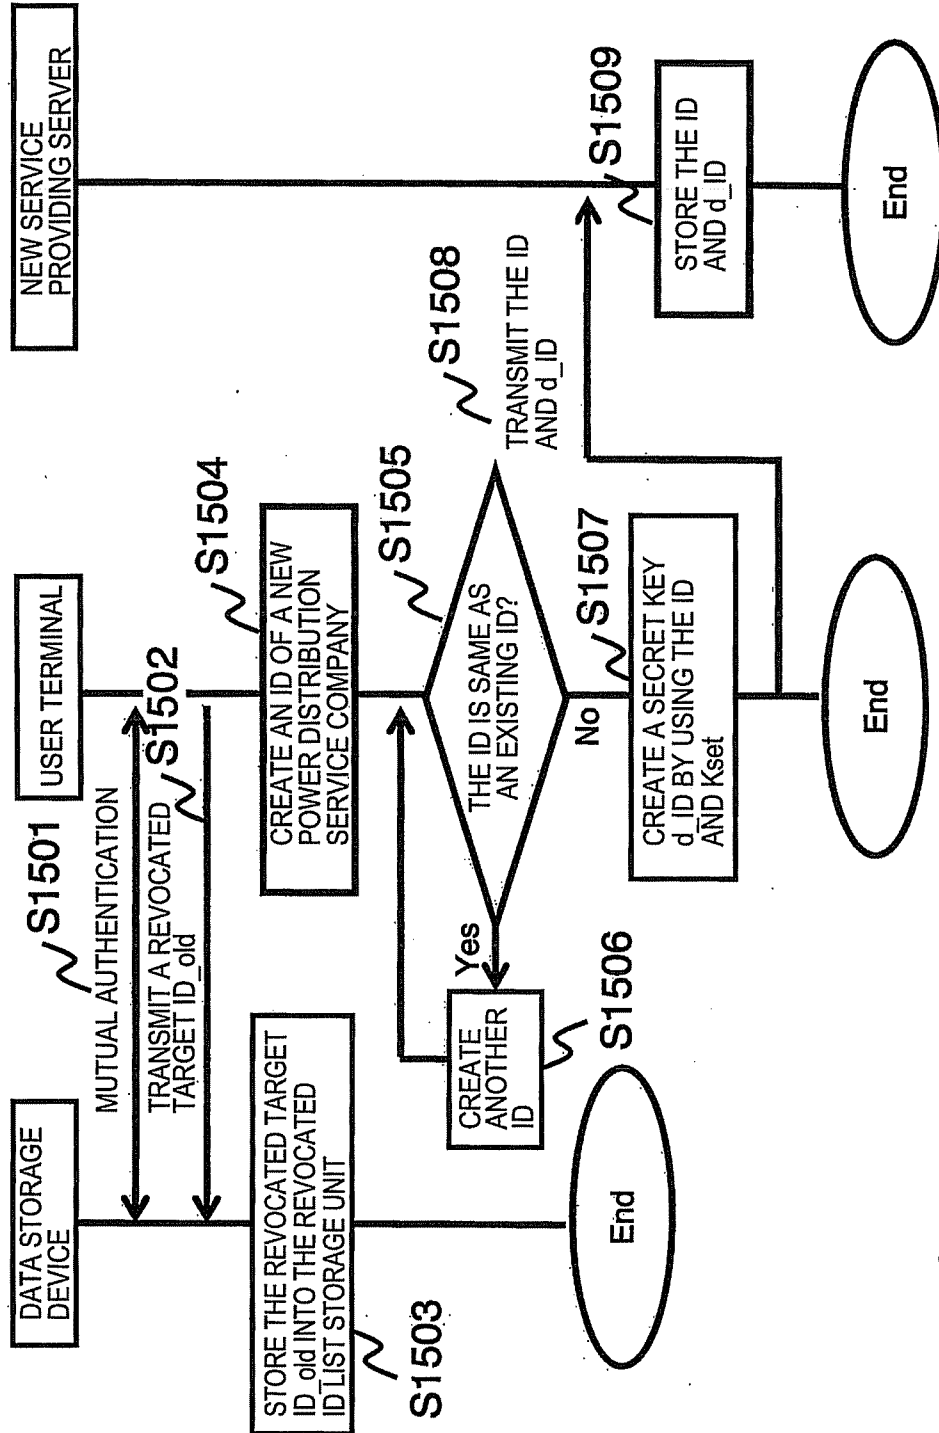 DATA STORAGE
DEVICE
USER TERMINAL
NEW SERVICE
PROVIDING SERVER
S1501
MUTUAL AUTHENTICATION
S1502
TRANSMIT A REVOCATED
TARGET ID_old
STORE THE REVOCATED TARGET
ID_old INTO THE REVOCATED
ID LIST STORAGE UNIT
S1503
S1504
CREATE AN ID OF A NEW
POWER DISTRIBUTION
SERVICE COMPANY
S1505
THE ID IS SAME AS
AN EXISTING ID?
Yes
CREATE
ANOTHER
ID
S1506
No
S1507
CREATE A SECRET KEY
d_ID BY USING THE ID
AND Kset
S1508
TRANSMIT THE ID
AND d_ID
S1509
STORE THE ID
AND d_ID
End
End
End